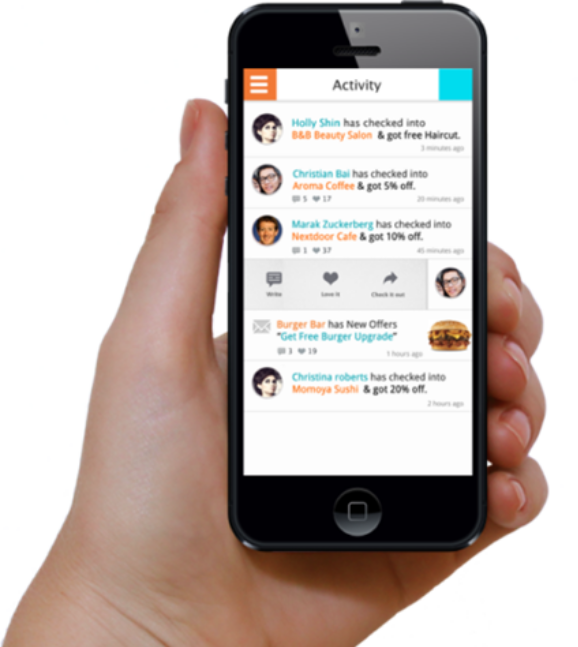 Activity
Holly Shin has checked into
B&B Beauty Salon & got free Haircut.
3 minutes ago
Christian Bai has checked into
Aroma Coffee & got 5% off.
5 17
20 minutes ago
Marak Zuckerberg has checked into
Nextdoor Cafe & got 10% off.
1 37
45 minutes ago
Write Love it Check it out
Burger Bar has New Offers
"Get Free Burger Upgrade"
3 19
1 hours ago
Christina roberts has checked into
Momoya Sushi & got 20% off.
2 hours ago